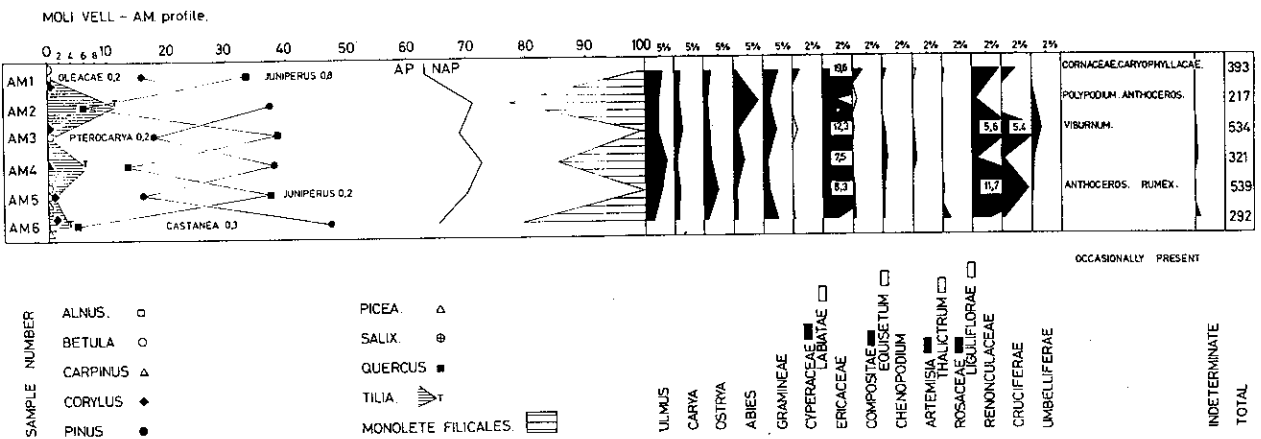 MOLI VELL - A.M. profile.
0 2 4 6 8 10 20 30 40 50 60 70 80 90 100 5% 5% 5% 5% 5% 2% 2% 2% 2% 2% 2% 2% 2% 2%
AM1 OLEACAE 0,2 JUNIPERUS 0,8 AP NAP 19,6 CORNACEAE, CARYOPHYLLACAE. 393
AM2 POLYPODIUM. ANTHOCEROS. 217
AM3 PTEROCARYA 0,2 12,3 5,6 5,4 VIBURNUM. 534
AM4 T 7,5 321
AM5 JUNIPERUS 0,2 8,3 11,7 ANTHOCEROS. RUMEX. 539
AM6 CASTANEA 0,3 292
OCCASIONALLY PRESENT
SAMPLE NUMBER
ALNUS.
BETULA
CARPINUS
CORYLUS
PINUS
PICEA.
SALIX.
QUERCUS
TILIA. T
MONOLETE FILICALES.
ULMUS
CARYA
OSTRYA
ABIES
GRAMINEAE
CYPERACEAE
LABIATAE
ERICACEAE
COMPOSITAE
EQUISETUM
CHENOPODIUM
ARTEMISIA
THALICTRUM
ROSACEAE
LIGULIFLORAE
RENONCULACEAE
CRUCIFERAE
UMBELLIFERAE
INDETERMINATE
TOTAL